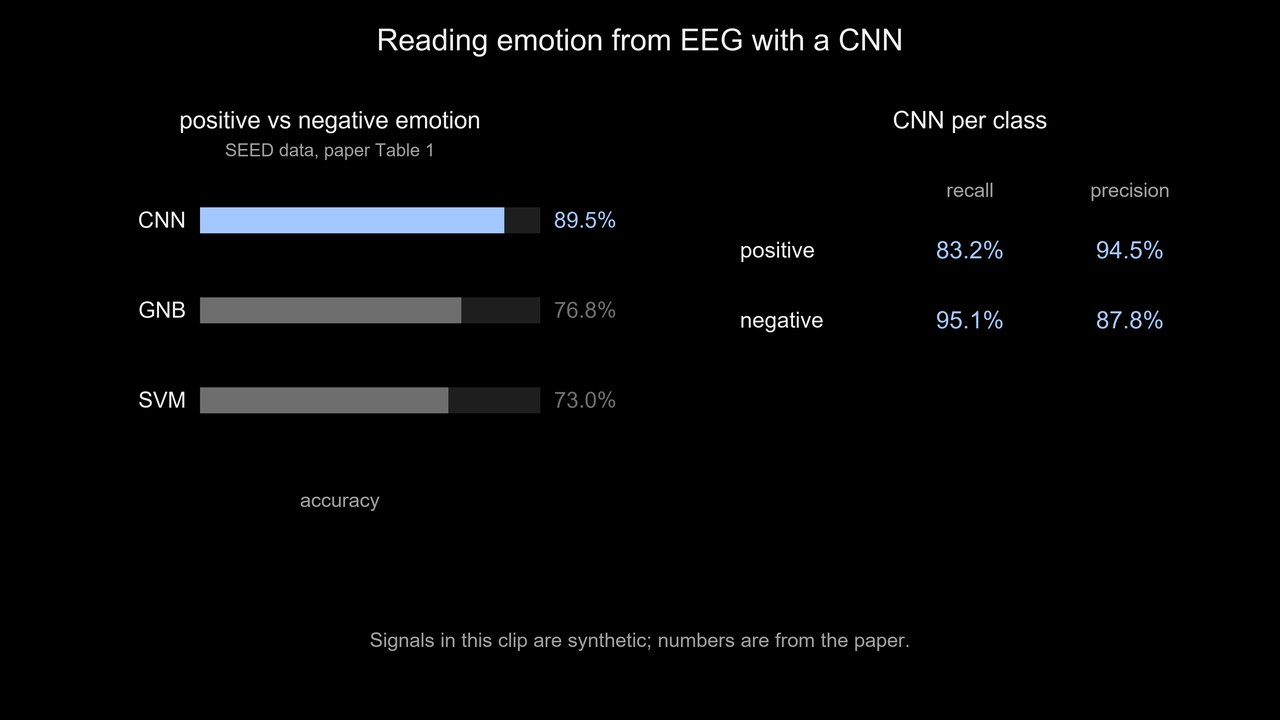 Reading emotion from EEG with a CNN
positive vs negative emotion
SEED data, paper Table 1
CNN 89.5%
GNB 76.8%
SVM 73.0%
accuracy
CNN per class
recall precision
positive 83.2% 94.5%
negative 95.1% 87.8%
Signals in this clip are synthetic; numbers are from the paper.